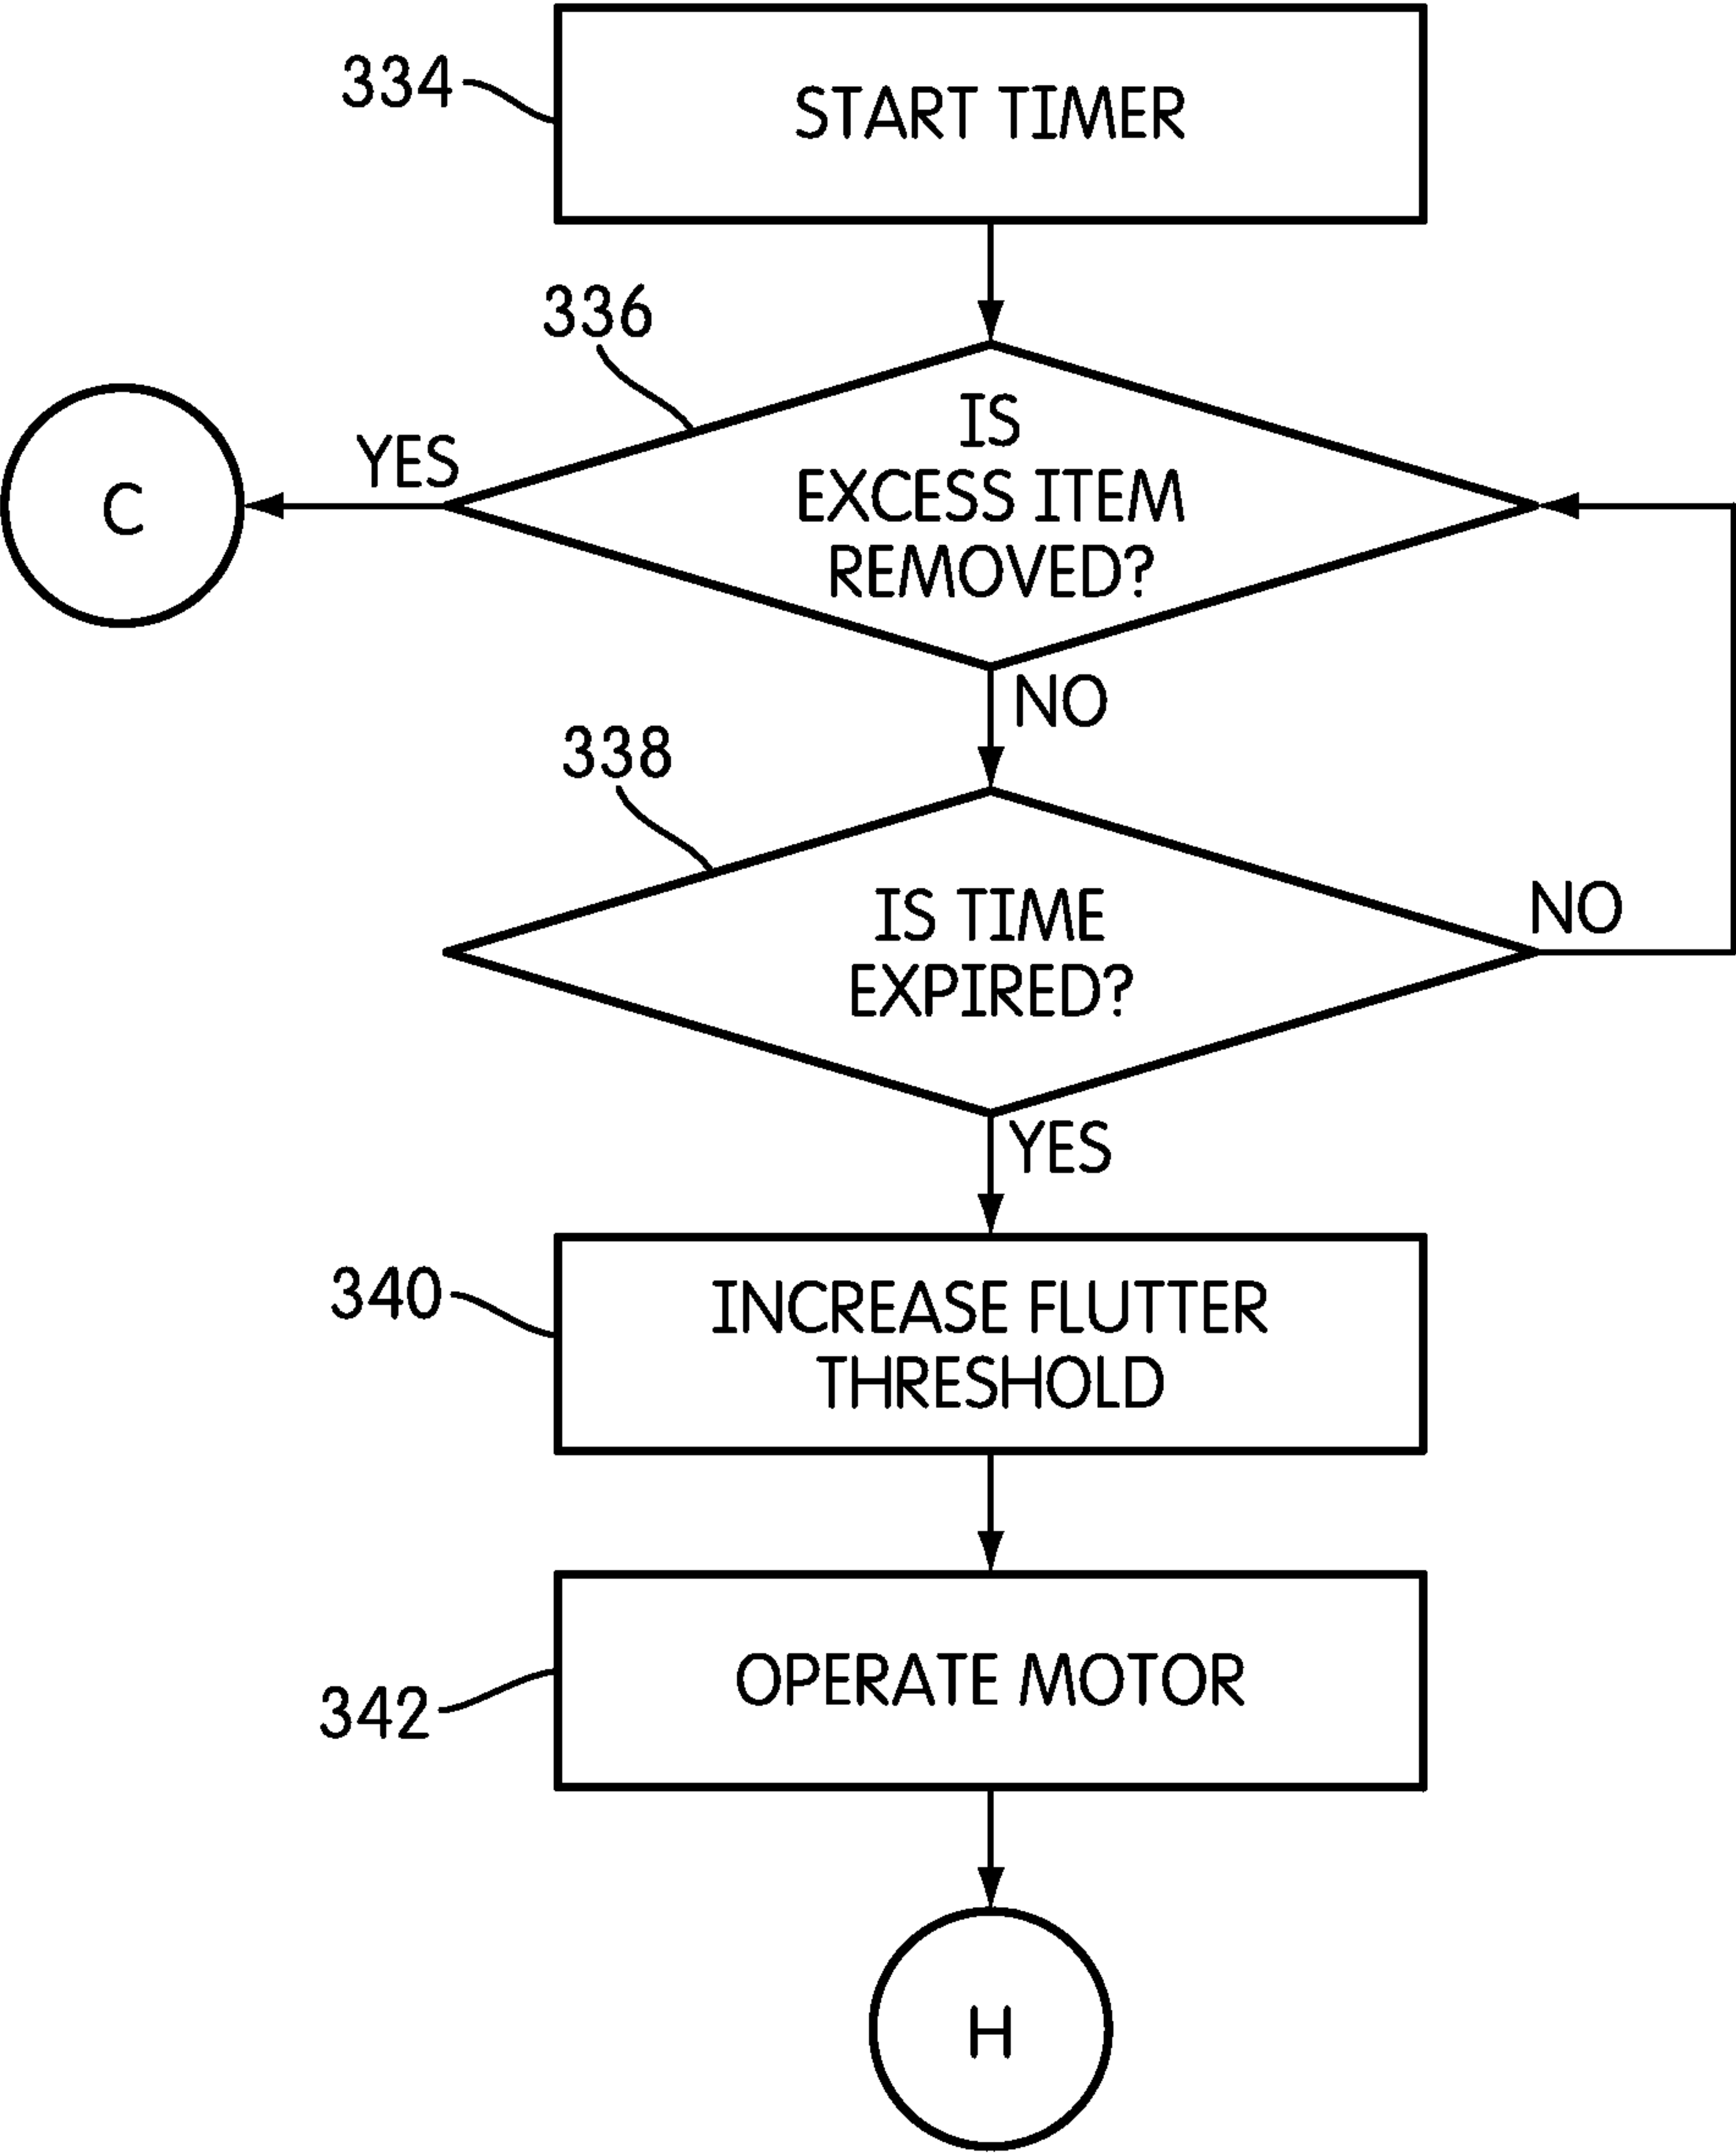 334
START TIMER
336
IS
EXCESS ITEM
REMOVED?
YES
C
NO
338
IS TIME
EXPIRED?
NO
YES
340
INCREASE FLUTTER
THRESHOLD
342
OPERATE MOTOR
H